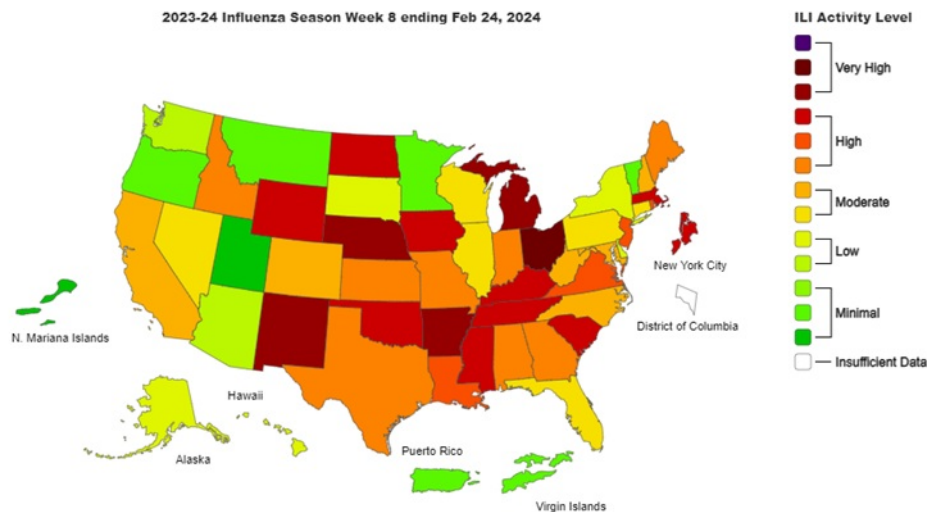 2023-24 Influenza Season Week 8 ending Feb 24, 2024
ILI Activity Level
Very High
High
Moderate
Low
Minimal
Insufficient Data
New York City
District of Columbia
N. Mariana Islands
Hawaii
Alaska
Puerto Rico
Virgin Islands